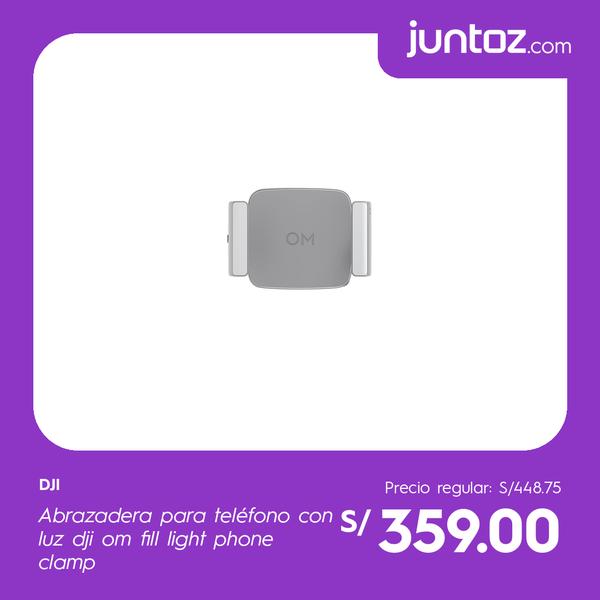 juntoz.com
OM
DJI
Abrazadera para teléfono con
luz dji om fill light phone
clamp
Precio regular: S/448.75
S/ 359.00